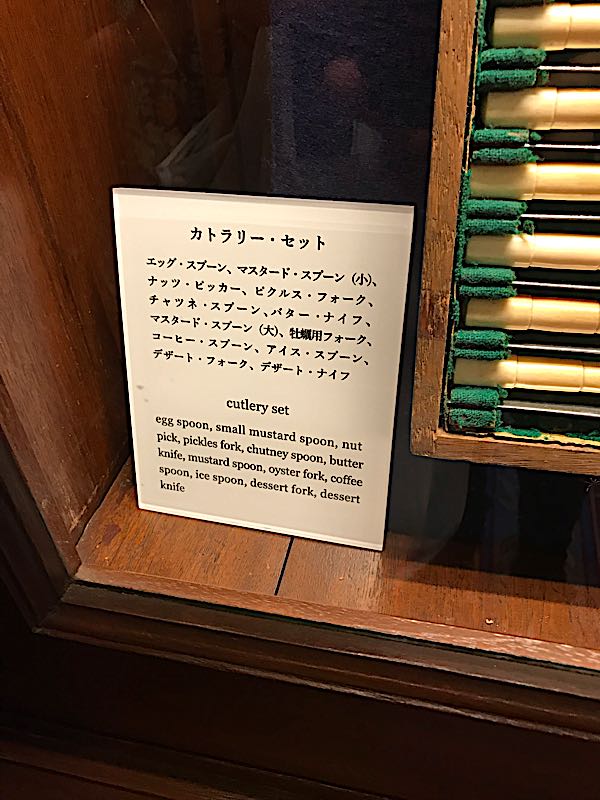 カトラリー・セット
エッグ・スプーン、マスタード・スプーン（小）、
ナッツ・ピッカー、ピクルス・フォーク、
チャツネ・スプーン、バター・ナイフ、
マスタード・スプーン（大）、牡蠣用フォーク、
コーヒー・スプーン、アイス・スプーン、
デザート・フォーク、デザート・ナイフ
cutlery set
egg spoon, small mustard spoon, nut
pick, pickles fork, chutney spoon, butter
knife, mustard spoon, oyster fork, coffee
spoon, ice spoon, dessert fork, dessert
knife